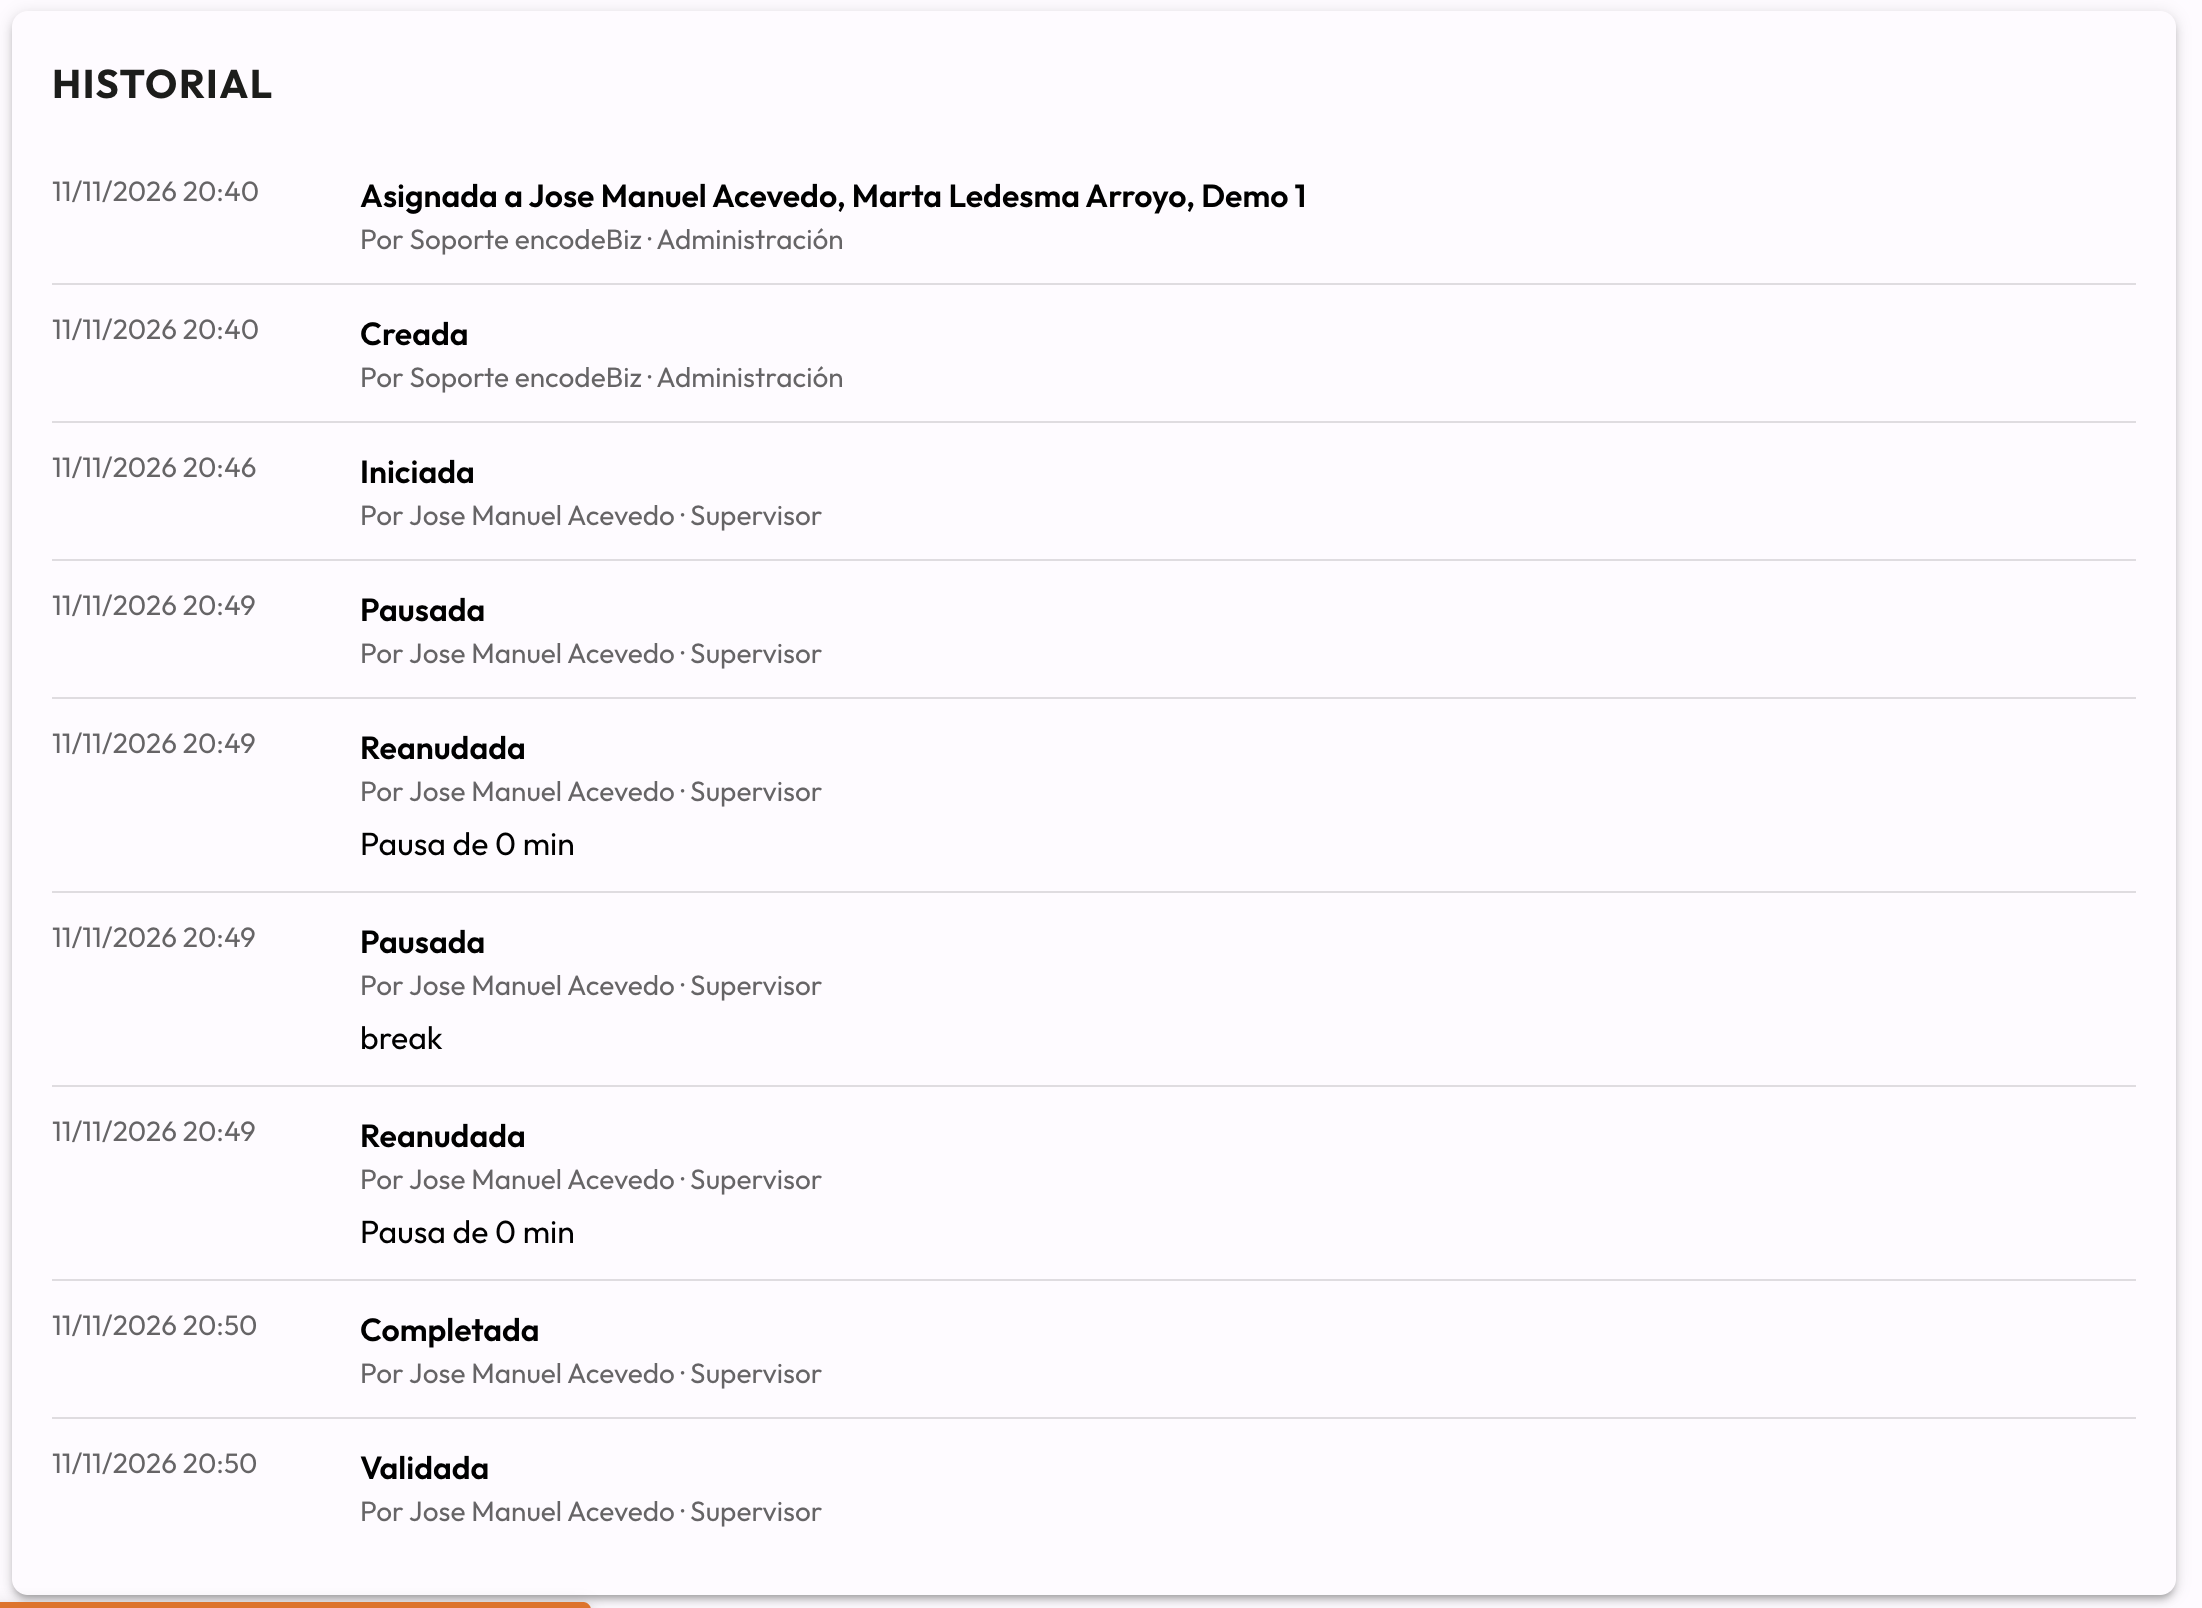 HISTORIAL
11/11/2026 20:40
Asignada a Jose Manuel Acevedo, Marta Ledesma Arroyo, Demo 1
Por Soporte encodeBiz · Administración
11/11/2026 20:40
Creada
Por Soporte encodeBiz · Administración
11/11/2026 20:46
Iniciada
Por Jose Manuel Acevedo · Supervisor
11/11/2026 20:49
Pausada
Por Jose Manuel Acevedo · Supervisor
11/11/2026 20:49
Reanudada
Por Jose Manuel Acevedo · Supervisor
Pausa de 0 min
11/11/2026 20:49
Pausada
Por Jose Manuel Acevedo · Supervisor
break
11/11/2026 20:49
Reanudada
Por Jose Manuel Acevedo · Supervisor
Pausa de 0 min
11/11/2026 20:50
Completada
Por Jose Manuel Acevedo · Supervisor
11/11/2026 20:50
Validada
Por Jose Manuel Acevedo · Supervisor